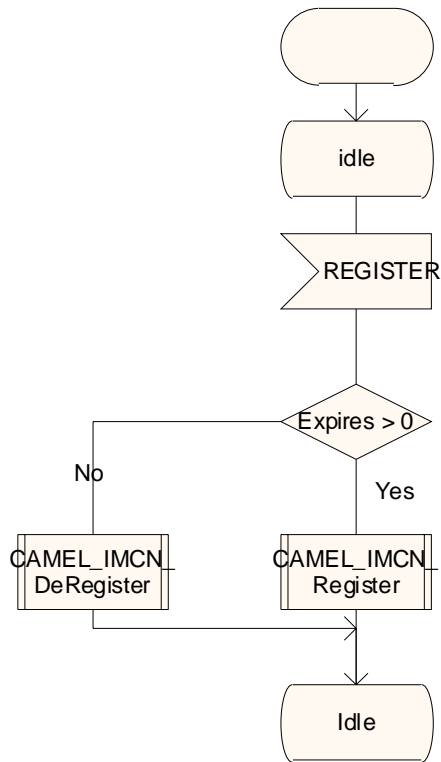 idle
REGISTER
Expires > 0
No
Yes
CAMEL_IMCN_
DeRegister
CAMEL_IMCN_
Register
Idle